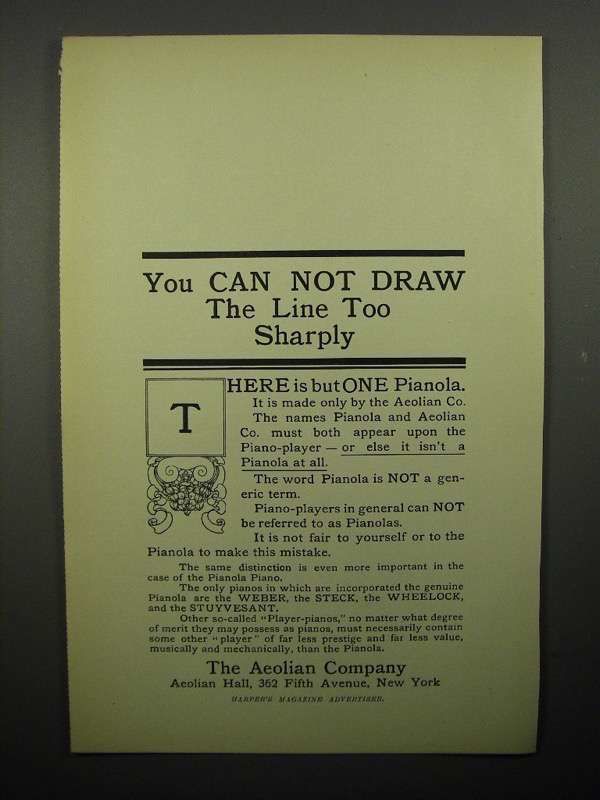 You CAN NOT DRAW
The Line Too
Sharply
THERE is but ONE Pianola.
It is made only by the Aeolian Co.
The names Pianola and Aeolian
Co. must both appear upon the
Piano-player — or else it isn't a
Pianola at all.
The word Pianola is NOT a gen-
eric term.
Piano-players in general can NOT
be referred to as Pianolas.
It is not fair to yourself or to the
Pianola to make this mistake.
The same distinction is even more important in the
case of the Pianola Piano.
The only pianos in which are incorporated the genuine
Pianola are the WEBER, the STECK, the WHEELOCK,
and the STUYVESANT.
Other so-called "Player-pianos," no matter what degree
of merit they may possess as pianos, must necessarily contain
some other "player" of far less prestige and far less value,
musically and mechanically, than the Pianola.
The Aeolian Company
Aeolian Hall, 362 Fifth Avenue, New York
HARPER'S MAGAZINE ADVERTISER.